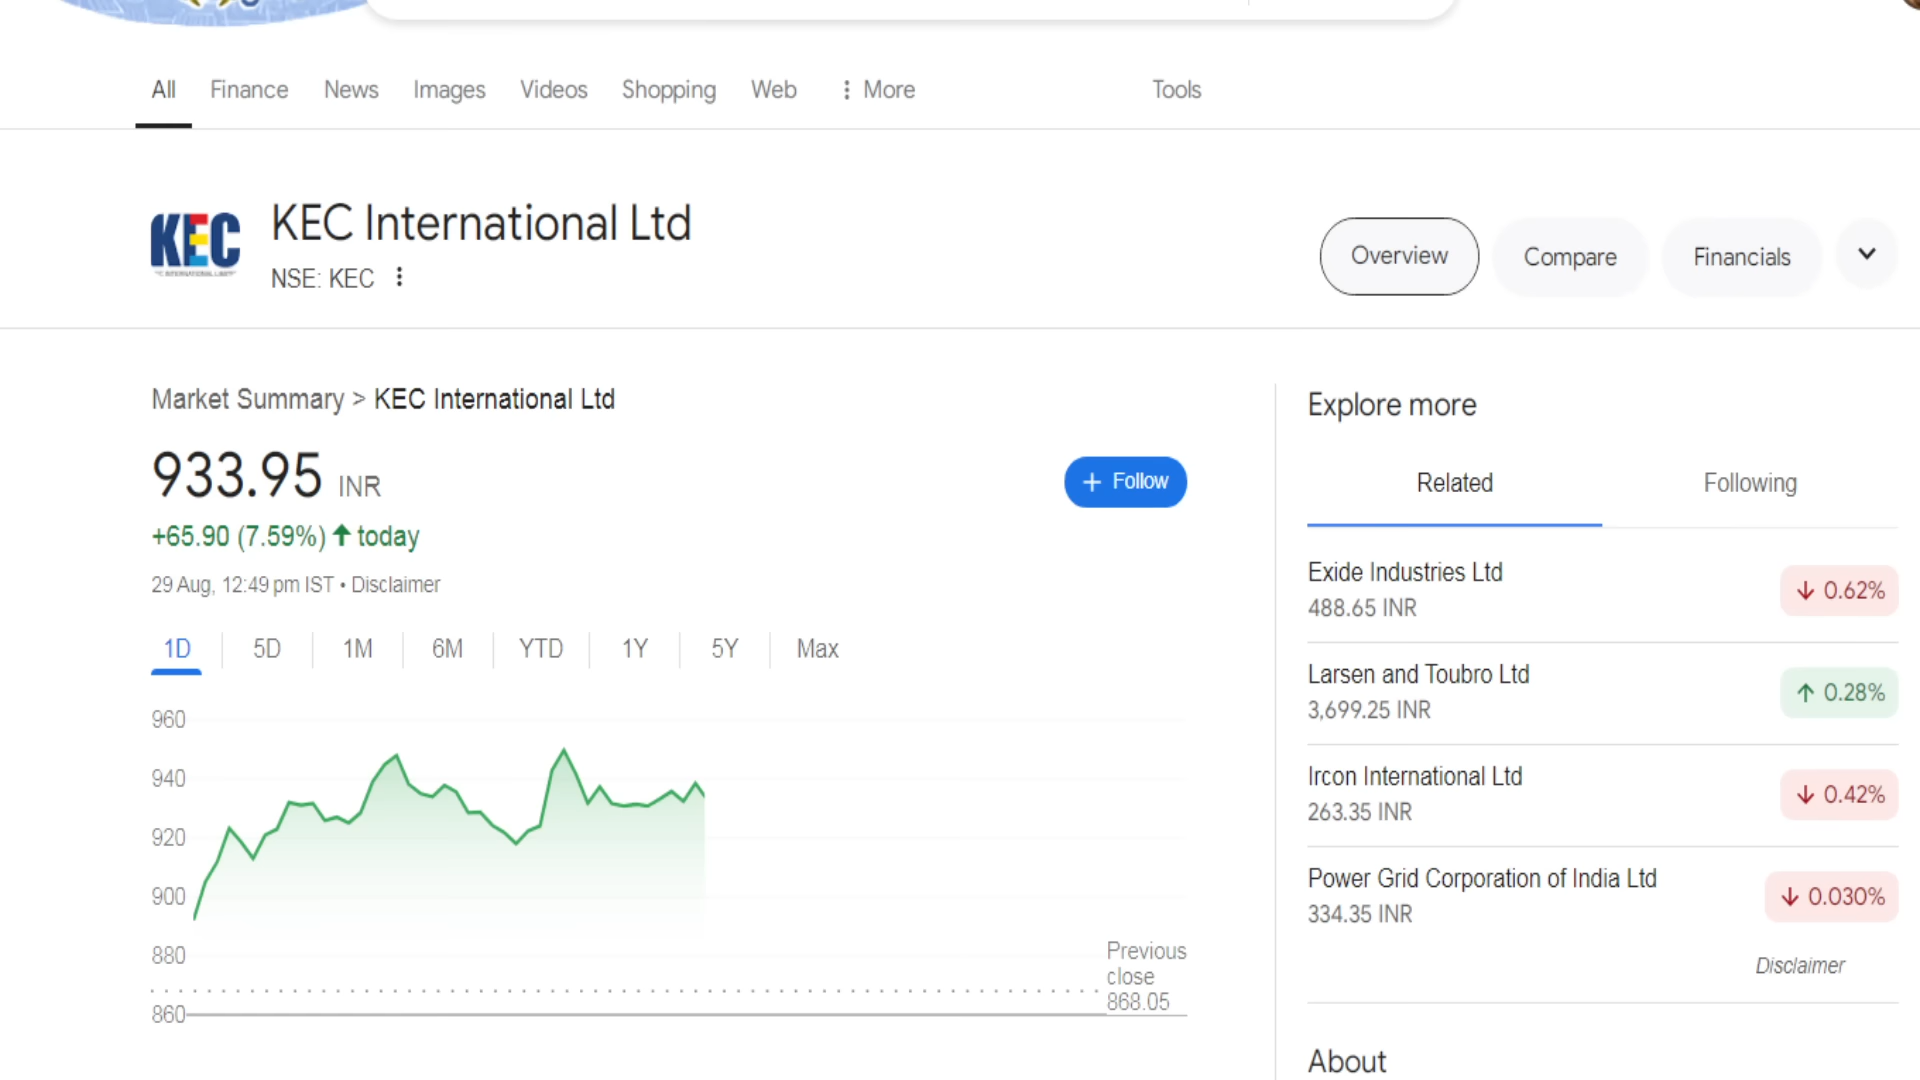 All Finance News Images Videos Shopping Web More Tools
KEC
KEC International Ltd
NSE: KEC
Overview Compare Financials
Market Summary > KEC International Ltd
933.95 INR
+ Follow
+65.90 (7.59%) ↑ today
29 Aug, 12:49 pm IST • Disclaimer
1D 5D 1M 6M YTD 1Y 5Y Max
960
940
920
900
880
860
Previous
close
868.05
Explore more
Related Following
Exide Industries Ltd
488.65 INR
↓ 0.62%
Larsen and Toubro Ltd
3,699.25 INR
↑ 0.28%
Ircon International Ltd
263.35 INR
↓ 0.42%
Power Grid Corporation of India Ltd
334.35 INR
↓ 0.030%
Disclaimer
About